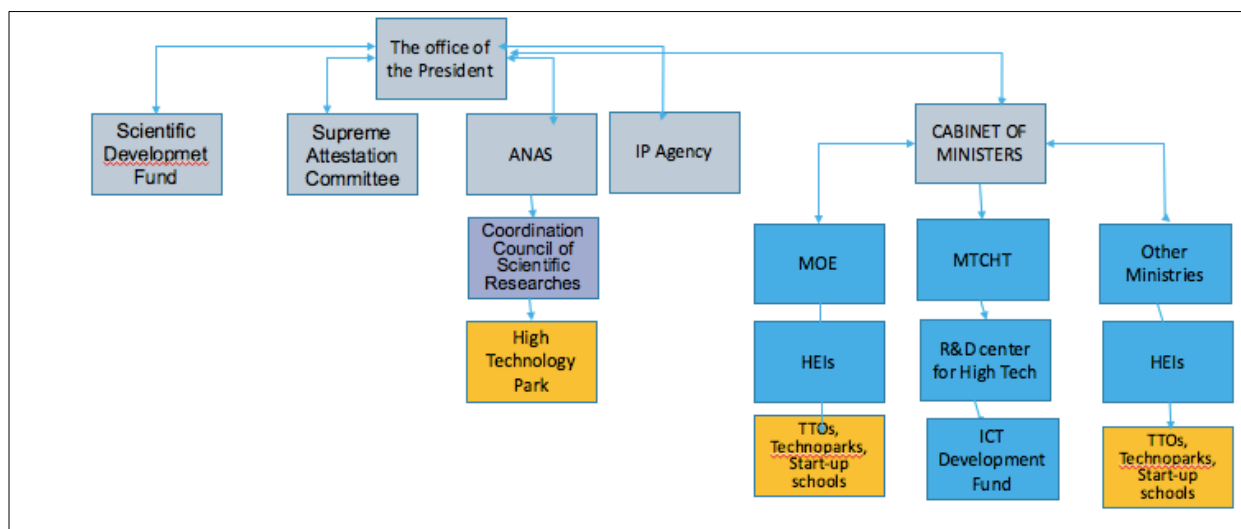 The office of
the President
Scientific
Developmet
Fund
Supreme
Attestation
Committee
ANAS
IP Agency
CABINET OF
MINISTERS
Coordination
Council of
Scientific
Researches
High
Technology
Park
MOE
MTCHT
Other
Ministries
HEIs
R&D center
for High Tech
HEIs
TTOs,
Technoparks,
Start-up
schools
ICT
Development
Fund
TTOs,
Technoparks,
Start-up
schools